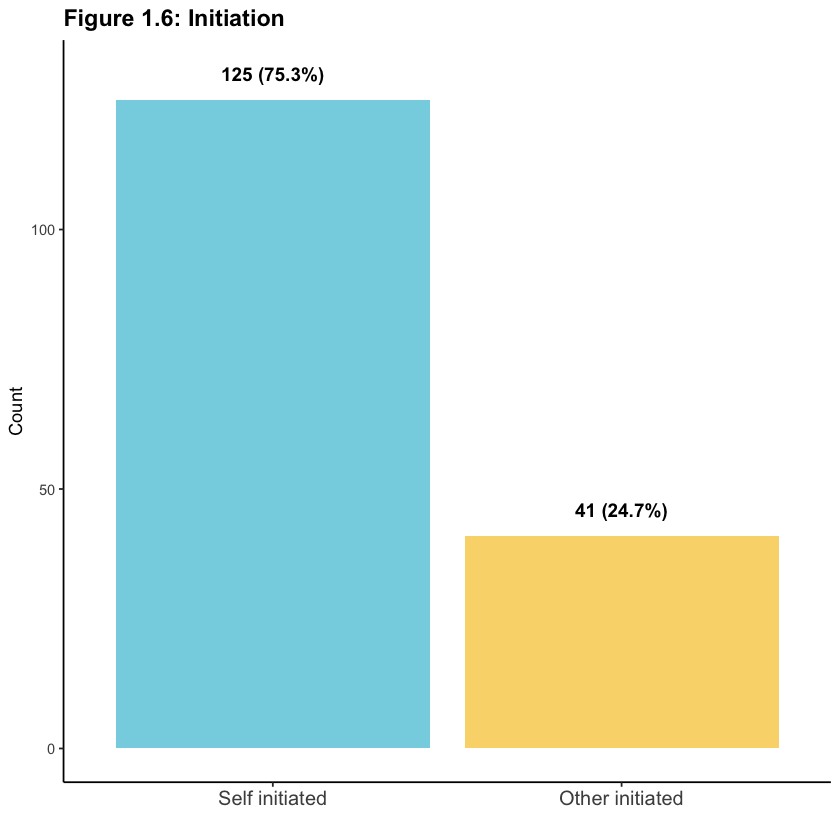 Figure 1.6: Initiation
125 (75.3%)
100
Count
50
41 (24.7%)
0
Self initiated
Other initiated